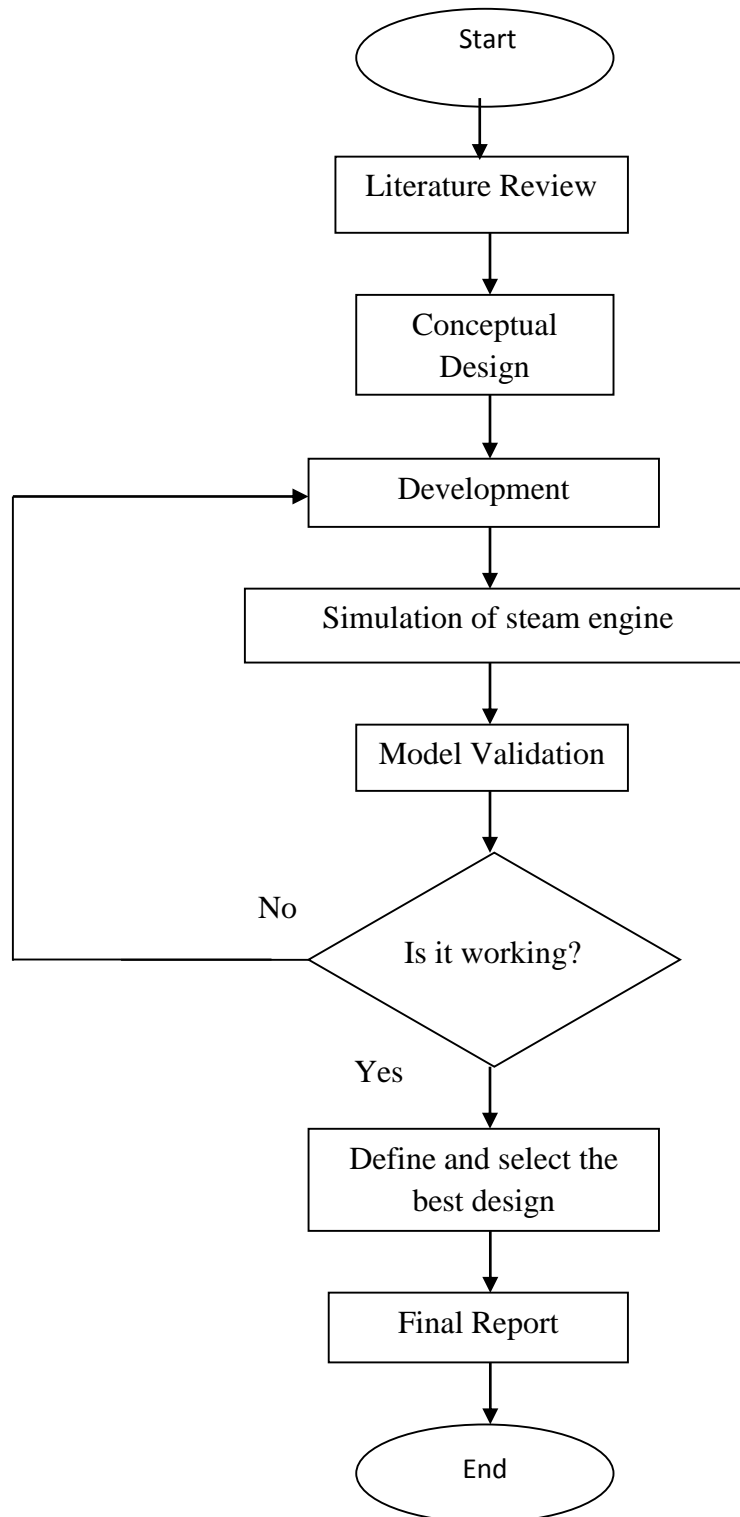 Start
Literature Review
Conceptual
Design
Development
Simulation of steam engine
Model Validation
No
Is it working?
Yes
Define and select the
best design
Final Report
End